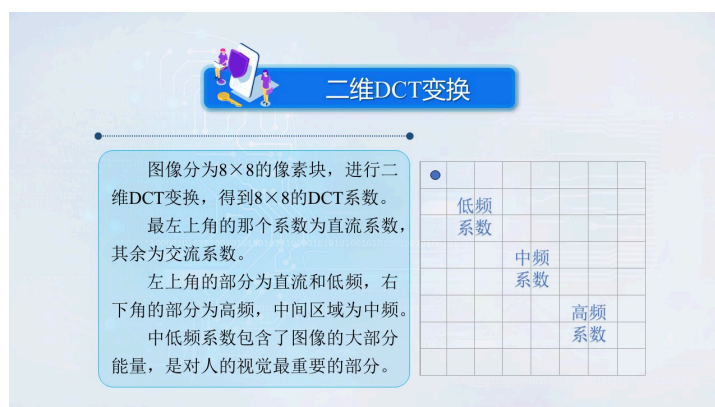 二维DCT变换
图像分为8×8的像素块，进行二
维DCT变换，得到8×8的DCT系数。
最左上角的那个系数为直流系数，
其余为交流系数。
左上角的部分为直流和低频，右
下角的部分为高频，中间区域为中频。
中低频系数包含了图像的大部分
能量，是对人的视觉最重要的部分。
低频
系数
中频
系数
高频
系数